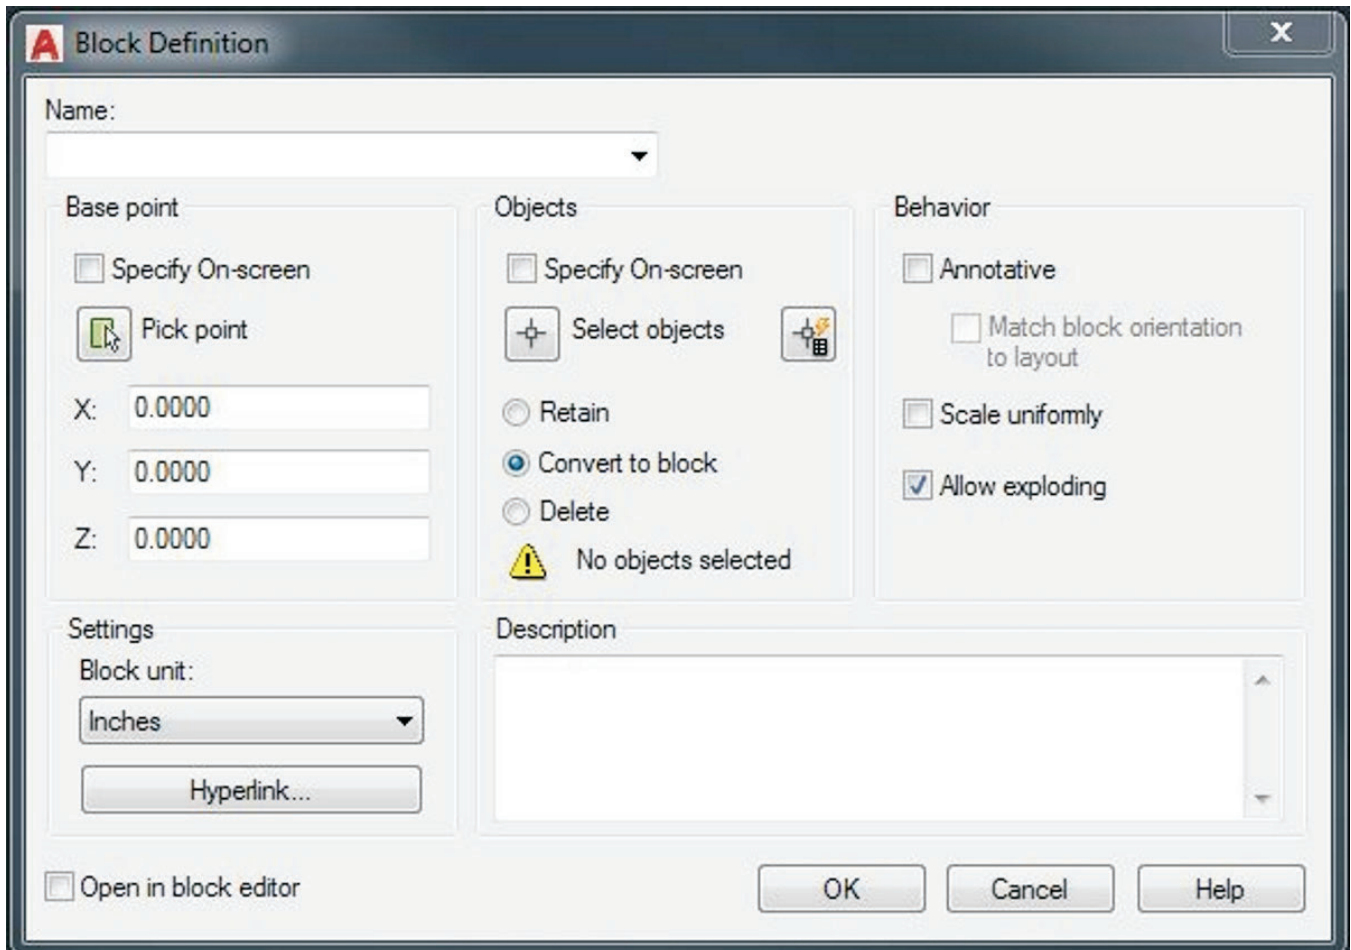 Block Definition
Name:
Base point
Specify On-screen
Pick point
X: 0.0000
Y: 0.0000
Z: 0.0000
Objects
Specify On-screen
Select objects
Retain
Convert to block
Delete
No objects selected
Behavior
Annotative
Match block orientation
to layout
Scale uniformly
Allow exploding
Settings
Block unit:
Inches
Hyperlink...
Description
Open in block editor
OK
Cancel
Help